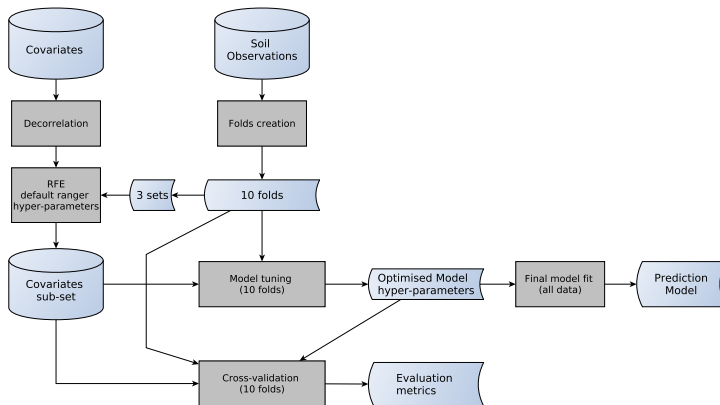 Covariates
Soil
Observations
Decorrelation
Folds creation
RFE
default ranger
hyper-parameters
3 sets
10 folds
Covariates
sub-set
Model tuning
(10 folds)
Optimised Model
hyper-parameters
Final model fit
(all data)
Prediction
Model
Cross-validation
(10 folds)
Evaluation
metrics